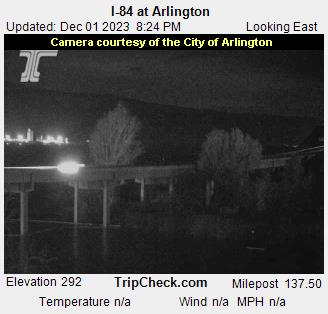 I-84 at Arlington
Updated: Dec 01 2023 8:24 PM Looking East
Camera courtesy of the City of Arlington
Elevation 292 TripCheck.com Milepost 137.50
Temperature n/a Wind n/a MPH n/a